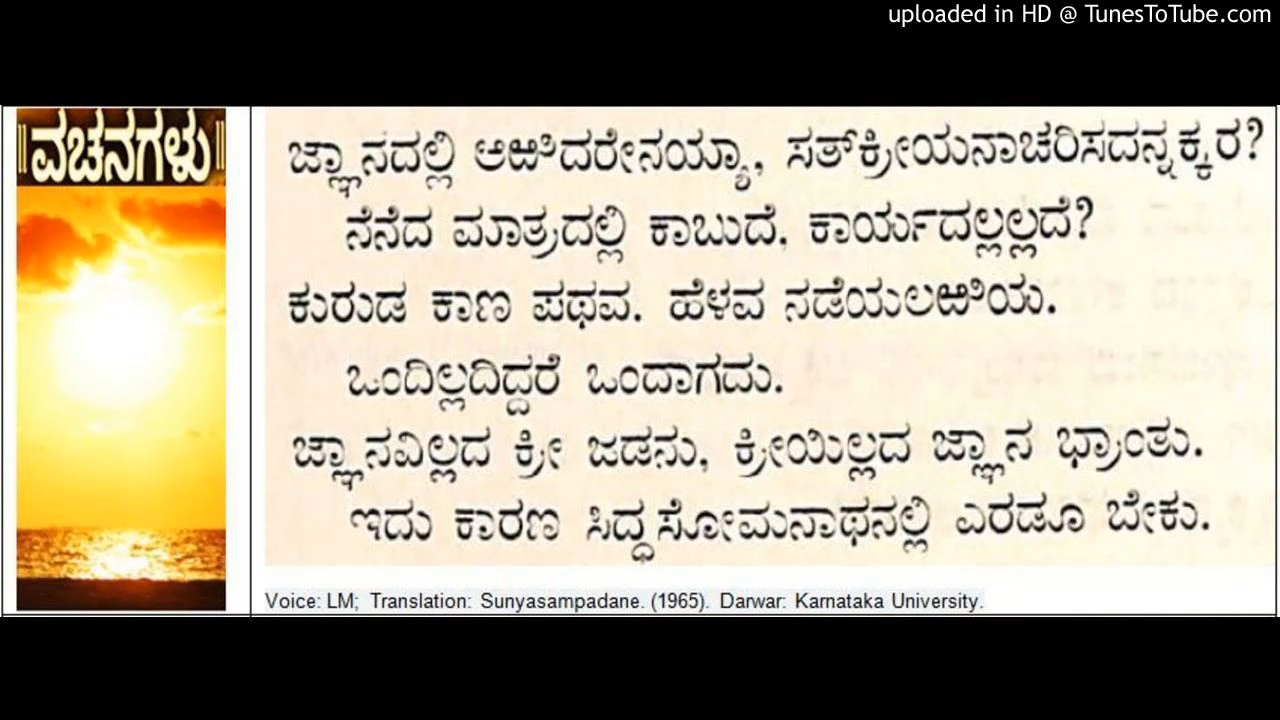 uploaded in HD @ TunesToTube.com
॥ವಚನಗಳು॥
ಜ್ಞಾನದಲ್ಲಿ ಅಱಿದರೇನಯ್ಯಾ, ಸತ್‌ಕ್ರೀಯನಾಚರಿಸದನ್ನಕ್ಕರ?
ನೆನೆದ ಮಾತ್ರದಲ್ಲಿ ಕಾಬುದೆ, ಕಾರ್ಯದಲ್ಲಲ್ಲದೆ?
ಕುರುಡ ಕಾಣ ಪಥವ. ಹೆಳವ ನಡೆಯಲಱಿಯ.
ಒಂದಿಲ್ಲದಿದ್ದರೆ ಒಂದಾಗದು.
ಜ್ಞಾನವಿಲ್ಲದ ಕ್ರೀ ಜಡನು, ಕ್ರೀಯಿಲ್ಲದ ಜ್ಞಾನ ಭ್ರಾಂತು.
ಇದು ಕಾರಣ ಸಿದ್ಧಸೋಮನಾಥನಲ್ಲಿ ಎರಡೂ ಬೇಕು.
Voice: LM; Translation: Sunyasampadane. (1965). Darwar: Karnataka University.